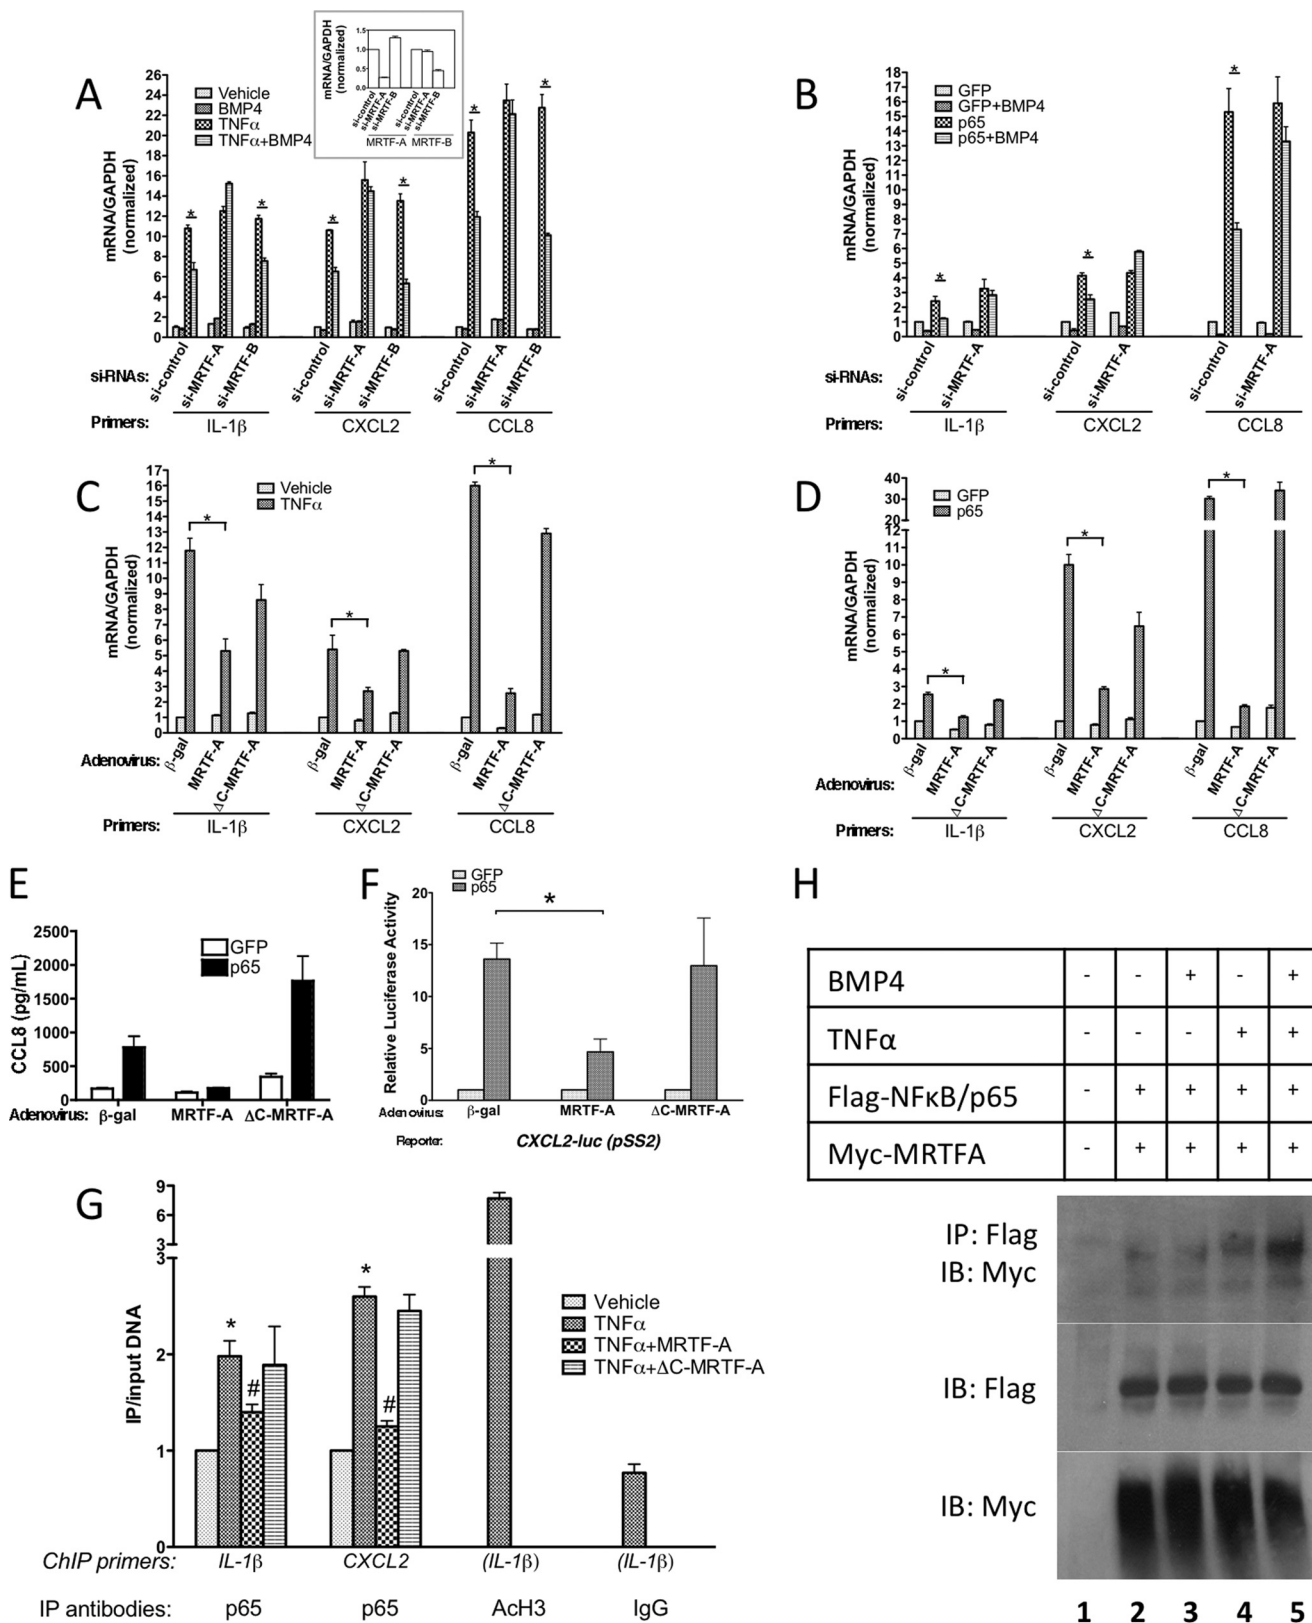 A
mRNA/GAPDH
(normalized)
26
24
22
20
18
16
14
12
10
8
6
4
2
0
Vehicle
BMP4
TNFα
TNFα+BMP4
mRNA/GAPDH
(normalized)
1.5
1.0
0.5
0.0
si-control
si-MRTF-A
si-MRTF-B
si-control
si-MRTF-A
si-MRTF-B
MRTF-A MRTF-B
* * * * * *
si-RNAs:
si-control
si-MRTF-A
si-MRTF-B
si-control
si-MRTF-A
si-MRTF-B
si-control
si-MRTF-A
si-MRTF-B
Primers: IL-1β CXCL2 CCL8
B
mRNA/GAPDH
(normalized)
18
17
16
15
14
13
12
11
10
9
8
7
6
5
4
3
2
1
0
GFP
GFP+BMP4
p65
p65+BMP4
* * *
si-RNAs:
si-control
si-MRTF-A
si-control
si-MRTF-A
si-control
si-MRTF-A
Primers: IL-1β CXCL2 CCL8
C
mRNA/GAPDH
(normalized)
17
16
15
14
13
12
11
10
9
8
7
6
5
4
3
2
1
0
Vehicle
TNFα
* * *
Adenovirus:
β-gal
MRTF-A
ΔC-MRTF-A
β-gal
MRTF-A
ΔC-MRTF-A
β-gal
MRTF-A
ΔC-MRTF-A
Primers: IL-1β CXCL2 CCL8
D
mRNA/GAPDH
(normalized)
40
30
20
12
11
10
9
8
7
6
5
4
3
2
1
0
GFP
p65
* * *
Adenovirus:
β-gal
MRTF-A
ΔC-MRTF-A
β-gal
MRTF-A
ΔC-MRTF-A
β-gal
MRTF-A
ΔC-MRTF-A
Primers: IL-1β CXCL2 CCL8
E
CCL8 (pg/mL)
2500
2000
1500
1000
500
0
GFP
p65
Adenovirus: β-gal MRTF-A ΔC-MRTF-A
F
Relative Luciferase Activity
20
15
10
5
0
GFP
p65
*
Adenovirus: β-gal MRTF-A ΔC-MRTF-A
Reporter: CXCL2-luc (pSS2)
G
IP/input DNA
9
6
3
3
2
1
0
* # * #
Vehicle
TNFα
TNFα+MRTF-A
TNFα+ΔC-MRTF-A
ChIP primers: IL-1β CXCL2 (IL-1β) (IL-1β)
IP antibodies: p65 p65 AcH3 IgG
H
BMP4 - - + - +
TNFα - - - + +
Flag-NFκB/p65 - + + + +
Myc-MRTFA - + + + +
IP: Flag
IB: Myc
IB: Flag
IB: Myc
1 2 3 4 5